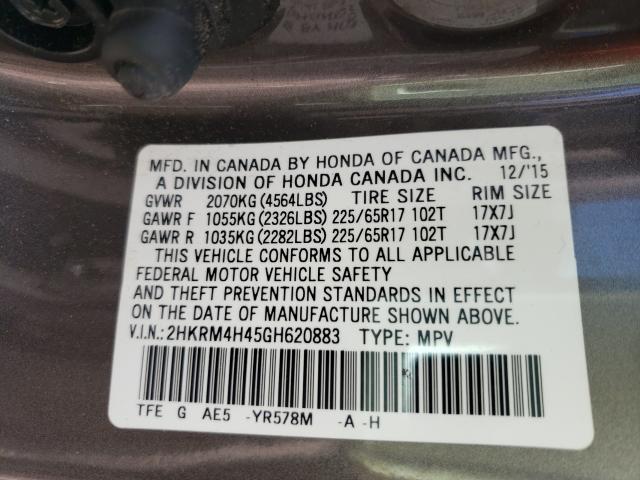 MFD. IN CANADA BY HONDA OF CANADA MFG.,
A DIVISION OF HONDA CANADA INC. 12/'15
GVWR 2070KG (4564LBS) TIRE SIZE RIM SIZE
GAWR F 1055KG (2326LBS) 225/65R17 102T 17X7J
GAWR R 1035KG (2282LBS) 225/65R17 102T 17X7J
THIS VEHICLE CONFORMS TO ALL APPLICABLE
FEDERAL MOTOR VEHICLE SAFETY
AND THEFT PREVENTION STANDARDS IN EFFECT
ON THE DATE OF MANUFACTURE SHOWN ABOVE.
V.I.N.: 2HKRM4H45GH620883 TYPE: MPV
TFE G AE5 -YR578M -A -H